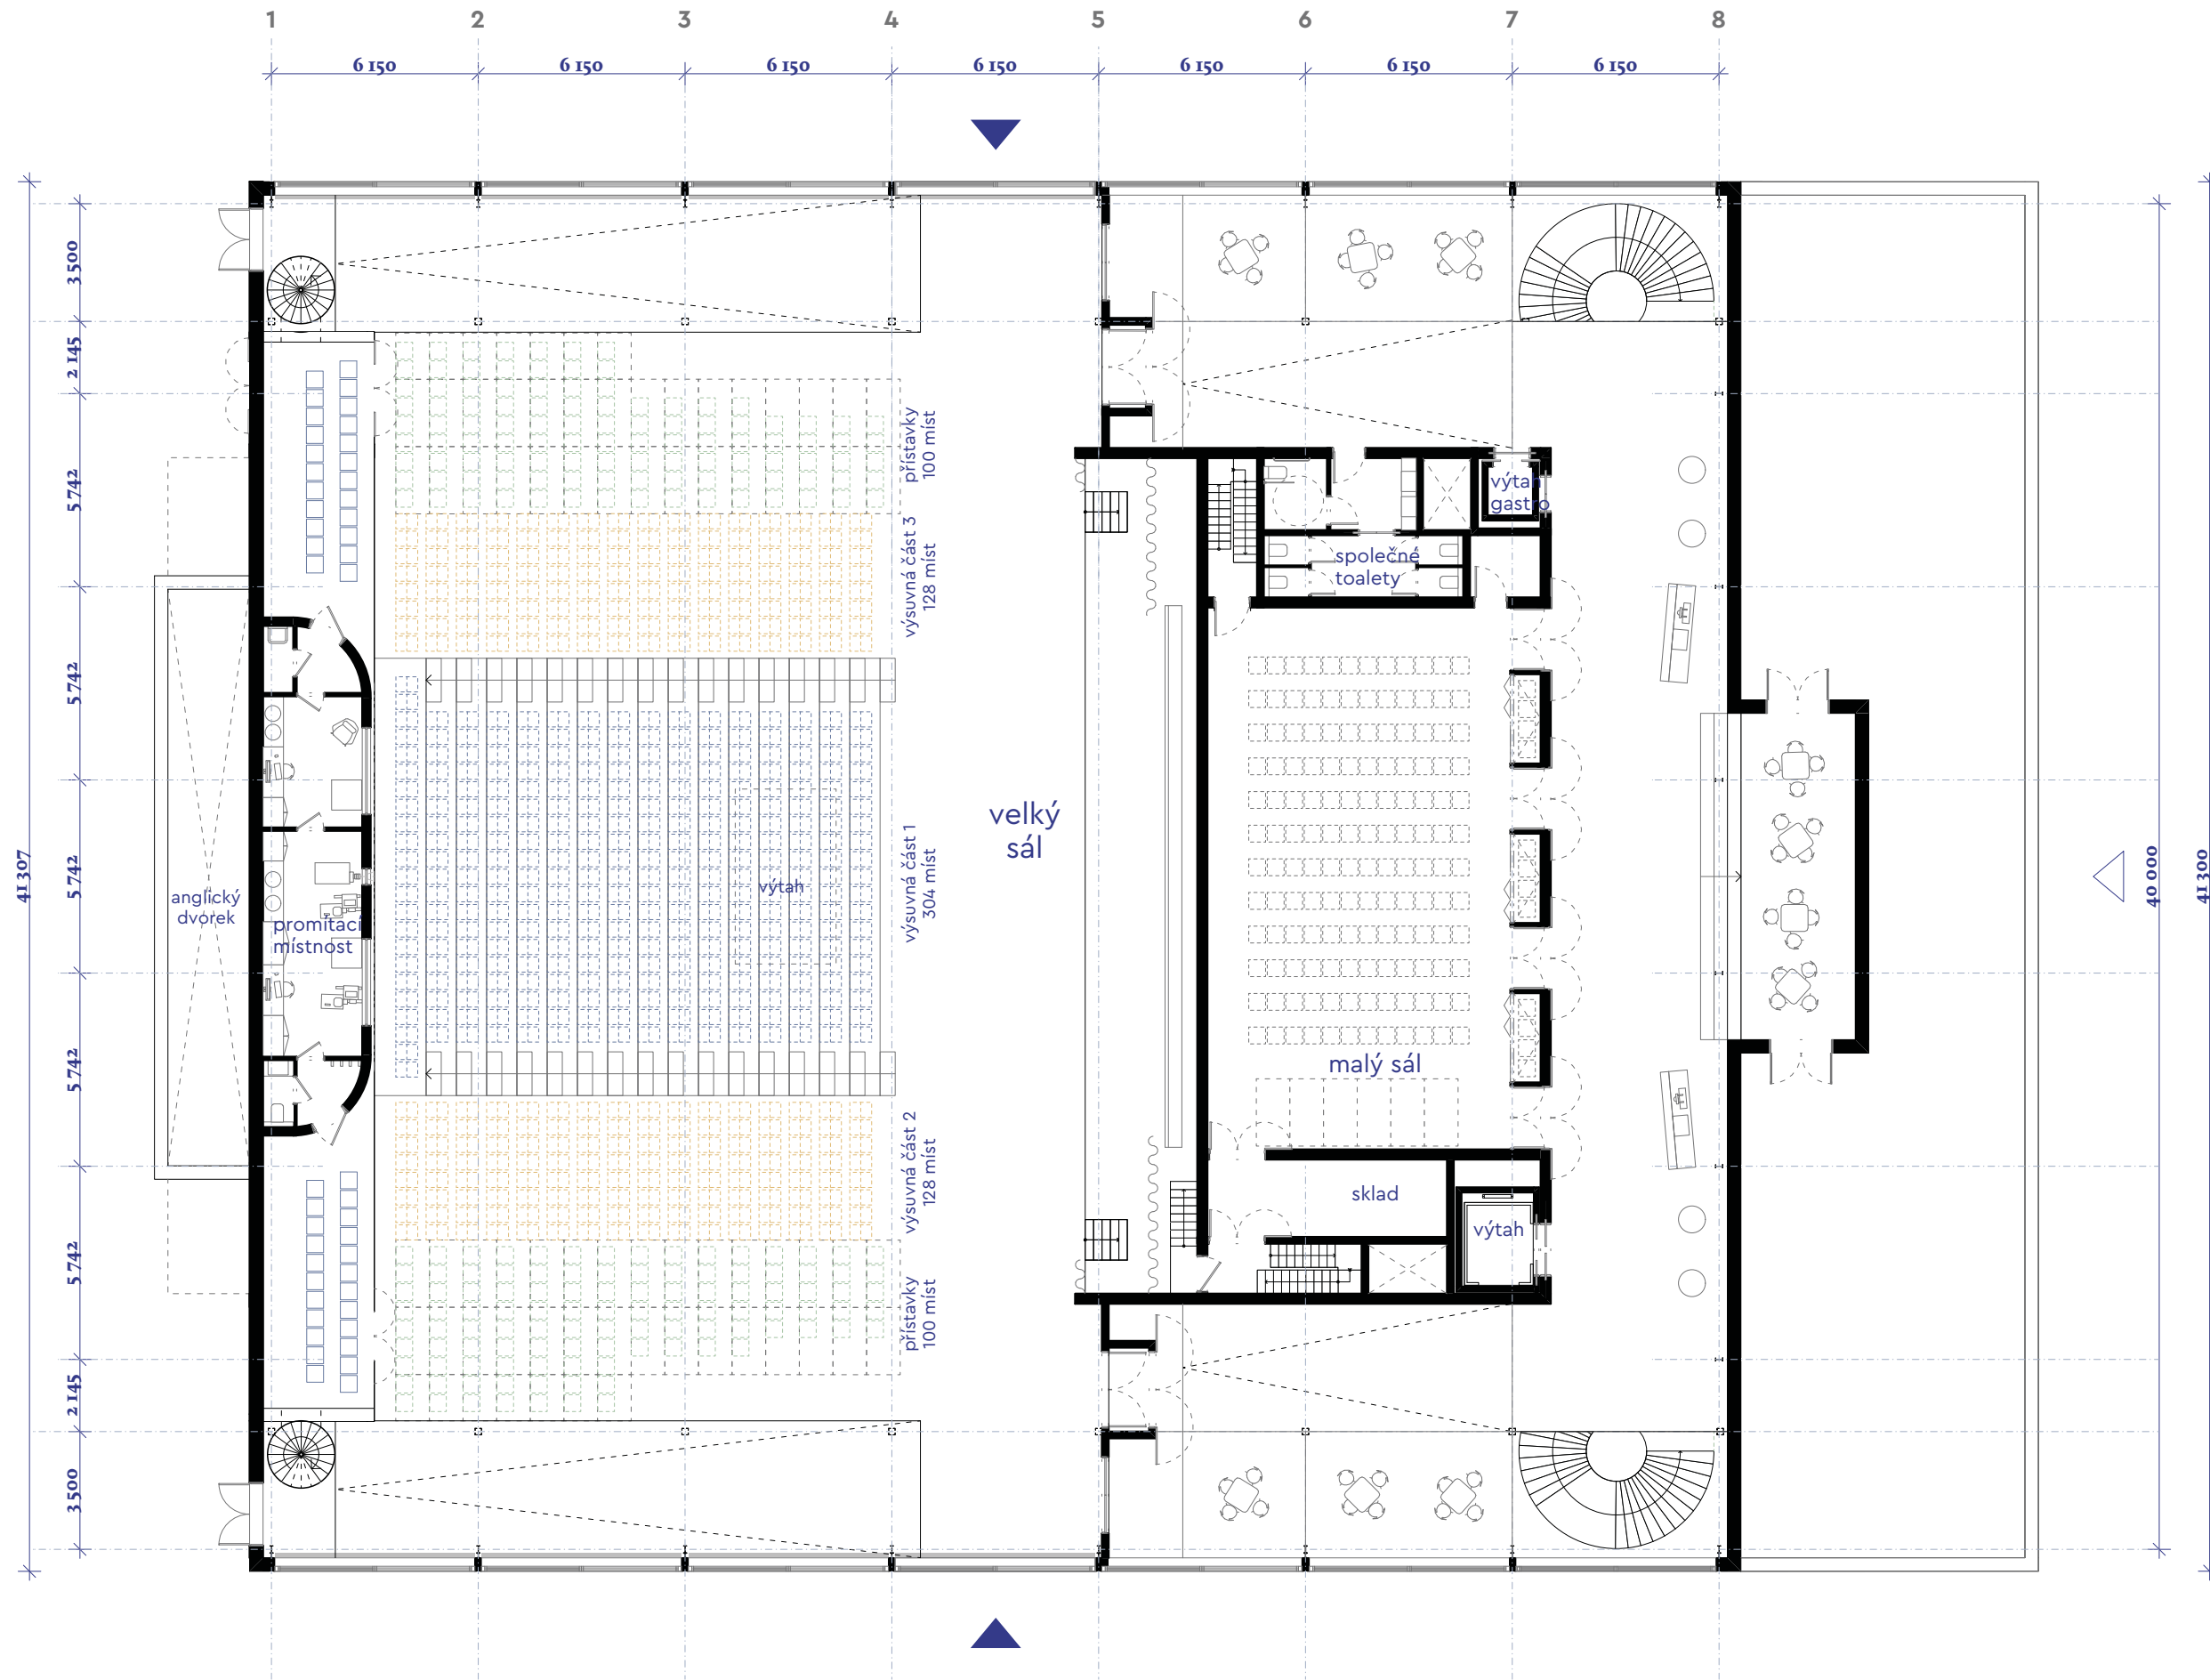 1 2 3 4 5 6 7 8
6 150 6 150 6 150 6 150 6 150 6 150 6 150
3 500
2 145
5 742
5 742
5 742
5 742
5 742
2 145
3 500
41 307
40 000
41 300
přístavky
100 míst
výsuvná část 3
128 míst
výsuvná část 1
304 míst
výsuvná část 2
128 míst
přístavky
100 míst
výtah
anglický
dvorek
promítací
místnost
velký
sál
výtah
gastro
společné
toalety
malý sál
sklad
výtah